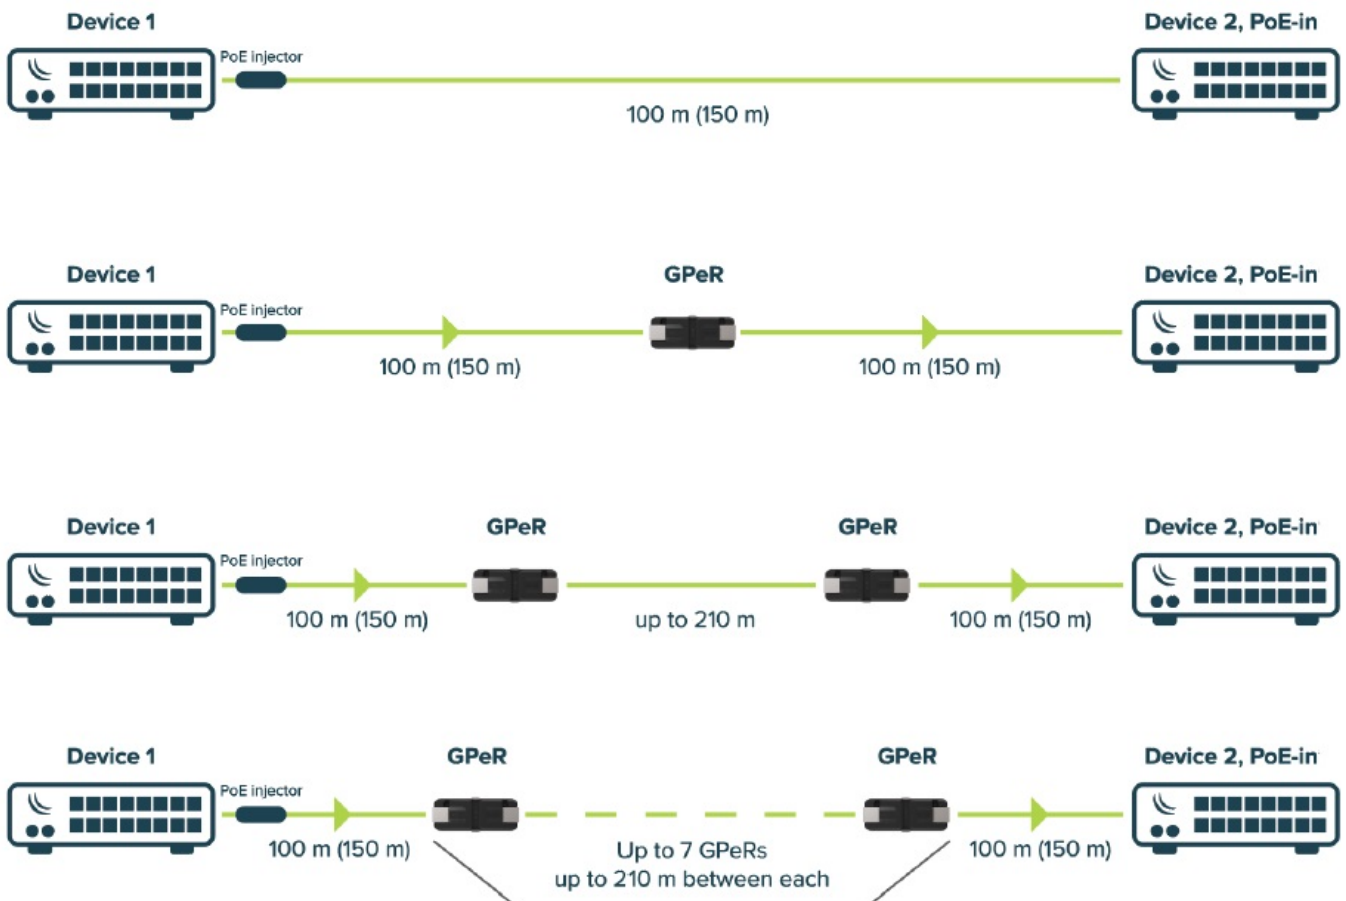 Device 1
Device 2, PoE-in
PoE injector
100 m (150 m)
Device 1
GPeR
Device 2, PoE-in
PoE injector
100 m (150 m)
100 m (150 m)
Device 1
GPeR
GPeR
Device 2, PoE-in
PoE injector
100 m (150 m)
up to 210 m
100 m (150 m)
Device 1
GPeR
GPeR
Device 2, PoE-in
PoE injector
100 m (150 m)
Up to 7 GPeRs
up to 210 m between each
100 m (150 m)